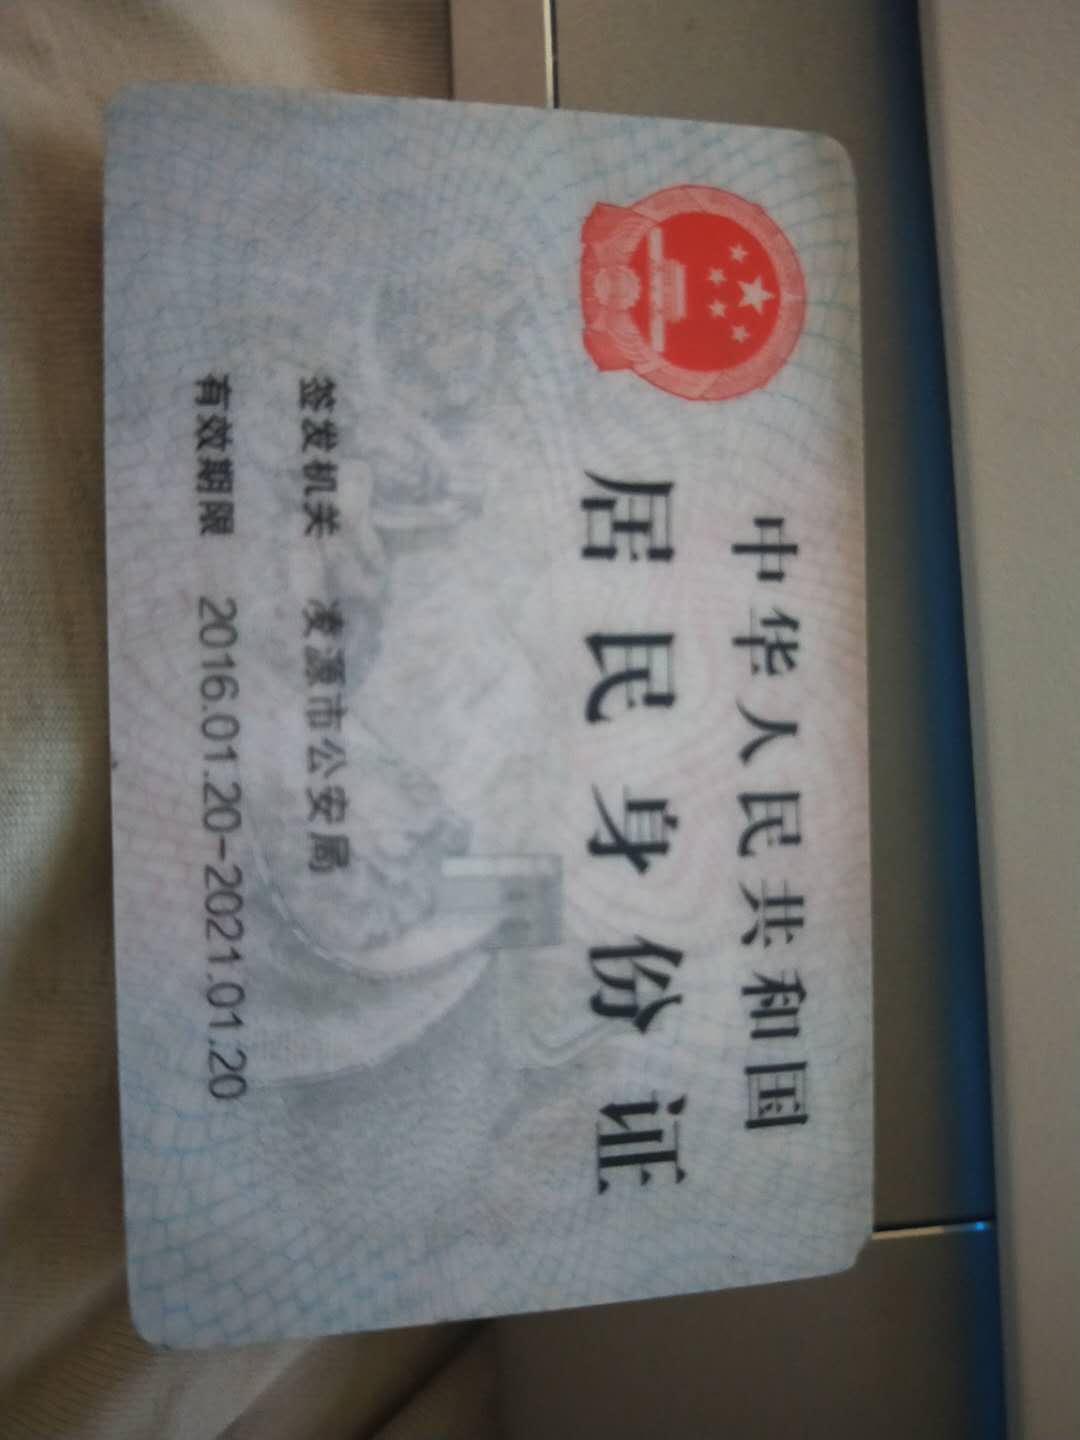 中华人民共和国
居民身份证
签发机关 凌源市公安局
有效期限 2016.01.20-2021.01.20